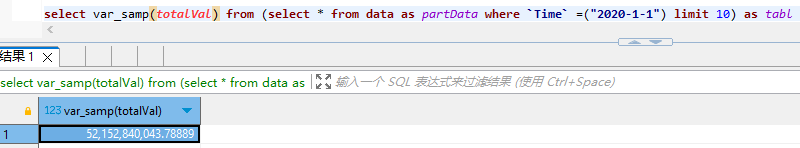 select var_samp(totalVal) from (select * from data as partData where `Time` =("2020-1-1") limit 10) as tabl
结果 1
select var_samp(totalVal) from (select * from data as
输入一个 SQL 表达式来过滤结果 (使用 Ctrl+Space)
123 var_samp(totalVal)
1 52,152,840,043.78889